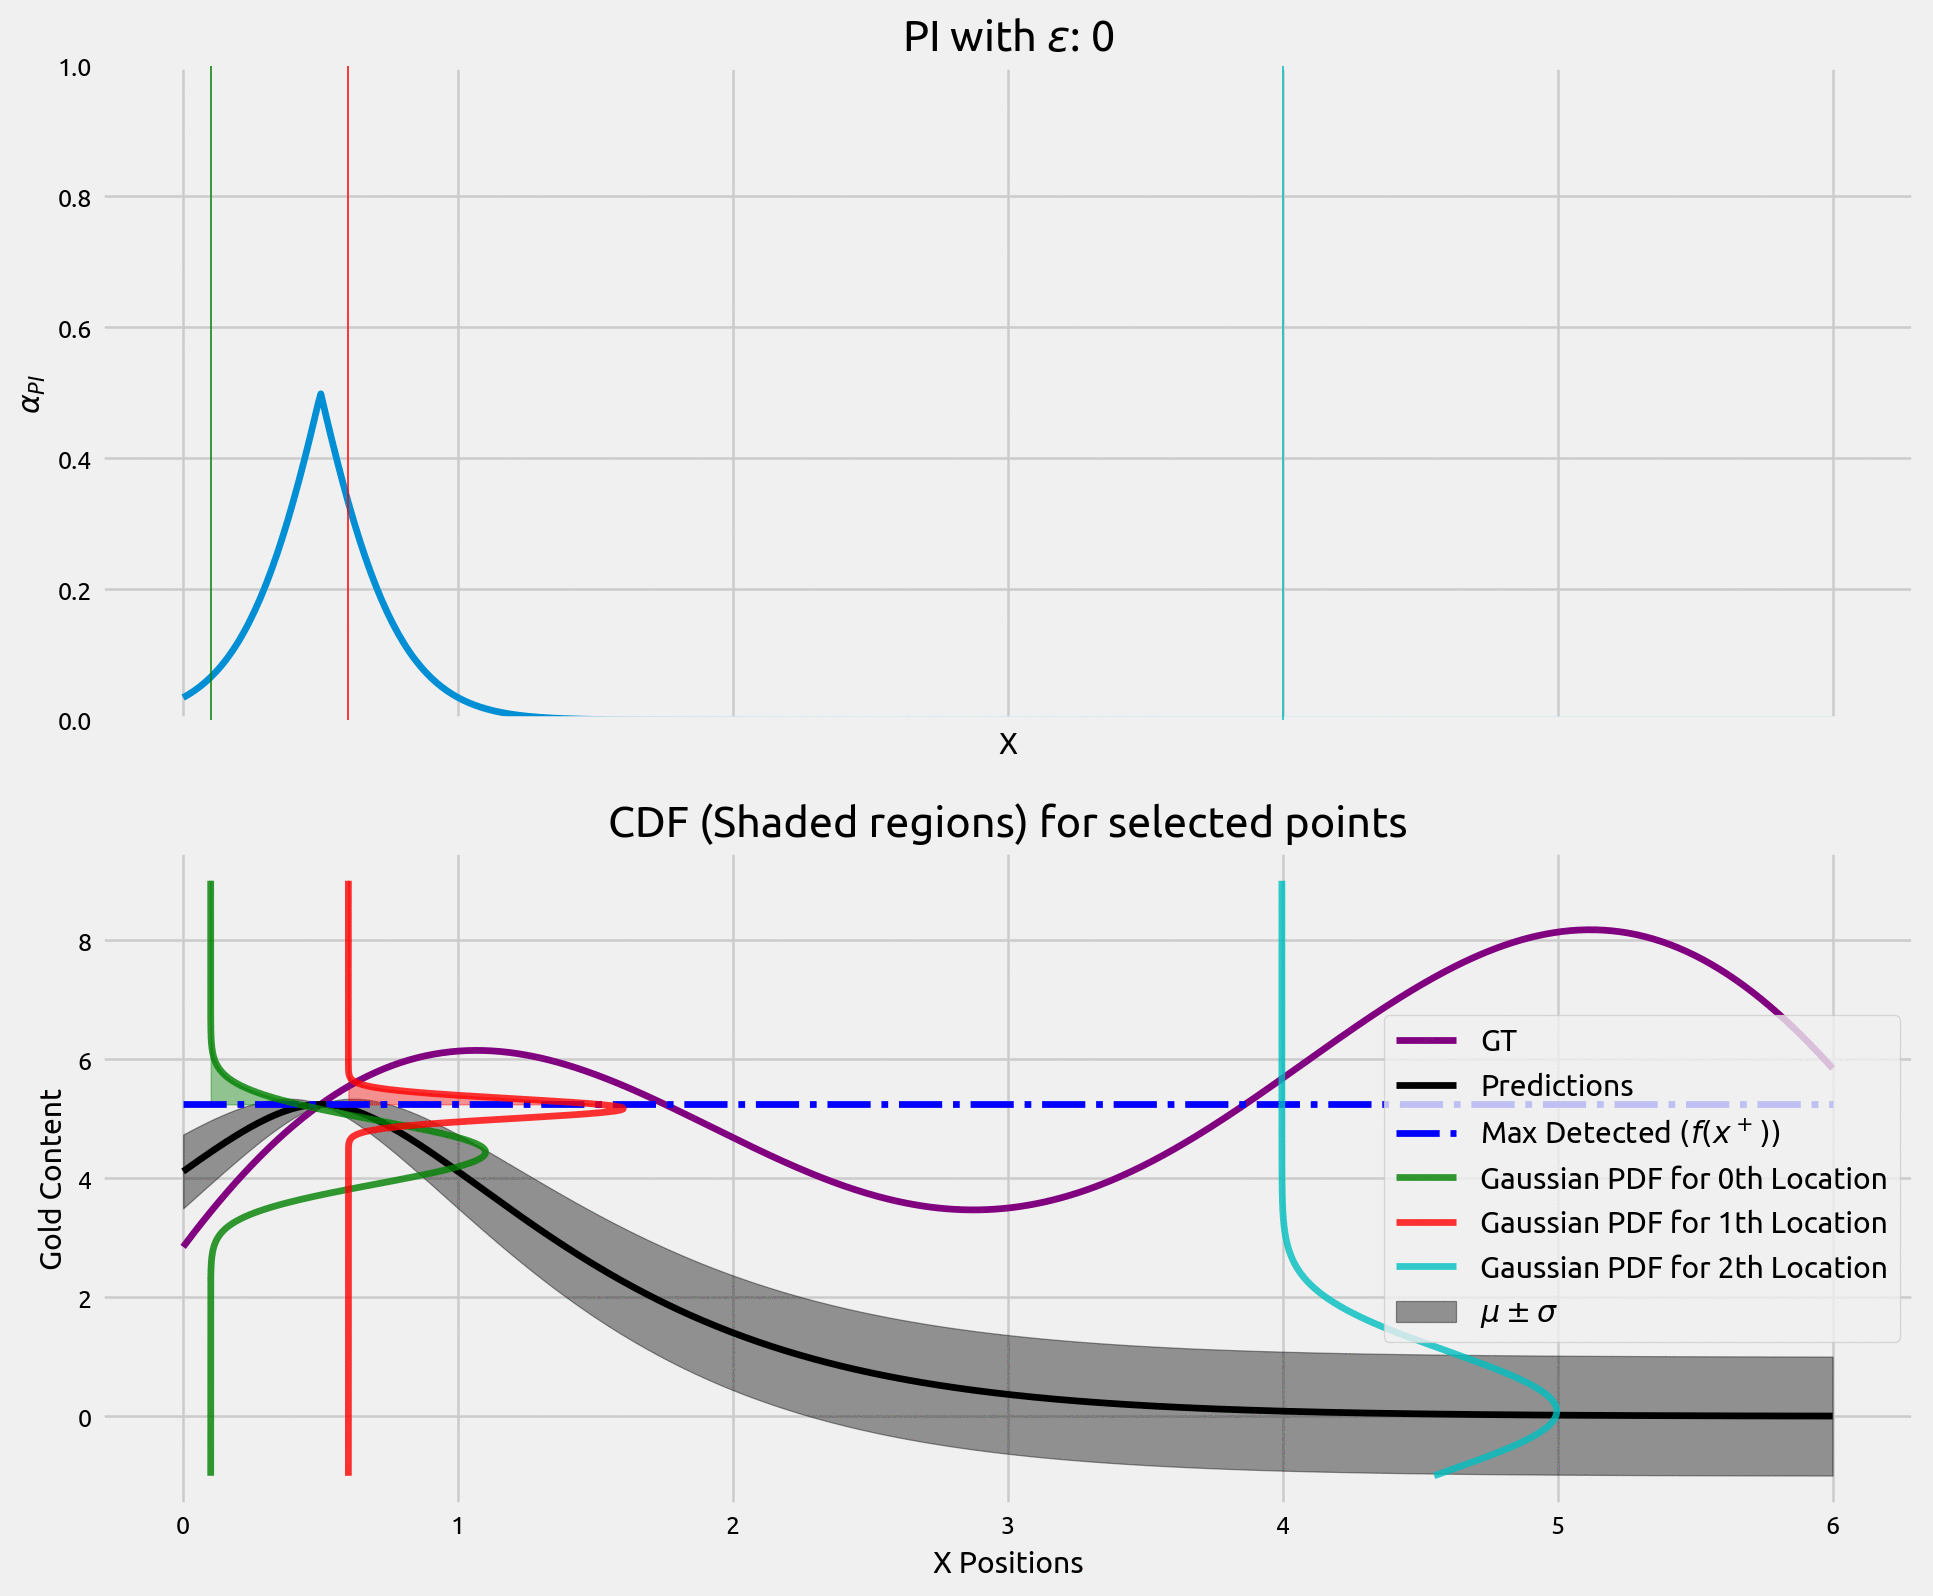 PI with ε: 0
1.0
0.8
0.6
0.4
0.2
0.0
α_PI
X
CDF (Shaded regions) for selected points
8
6
4
2
0
Gold Content
GT
Predictions
Max Detected (f(x⁺))
Gaussian PDF for 0th Location
Gaussian PDF for 1th Location
Gaussian PDF for 2th Location
μ ± σ
0 1 2 3 4 5 6
X Positions